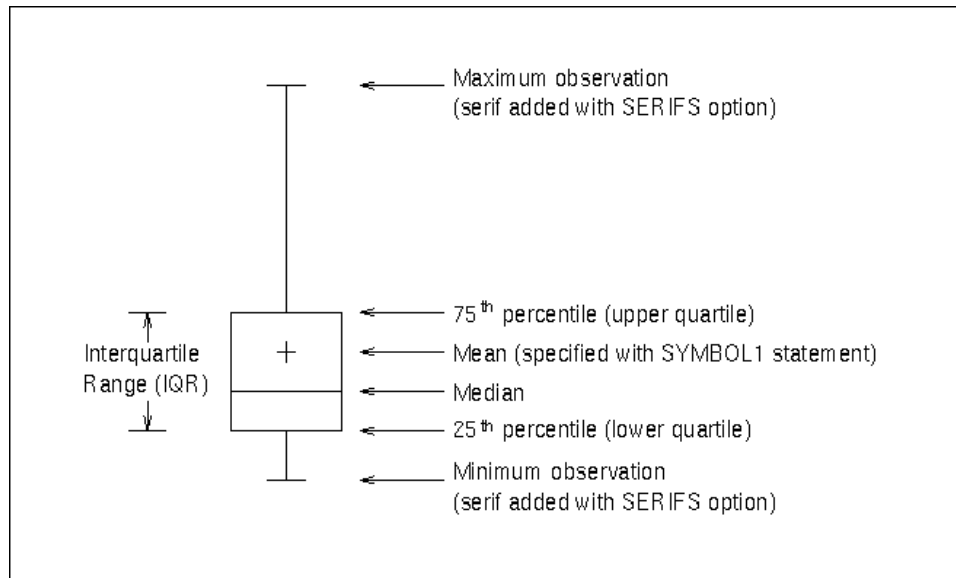 Maximum observation
(serif added with SERIFS option)
75th percentile (upper quartile)
Interquartile
Range (IQR)
Mean (specified with SYMBOL1 statement)
Median
25th percentile (lower quartile)
Minimum observation
(serif added with SERIFS option)